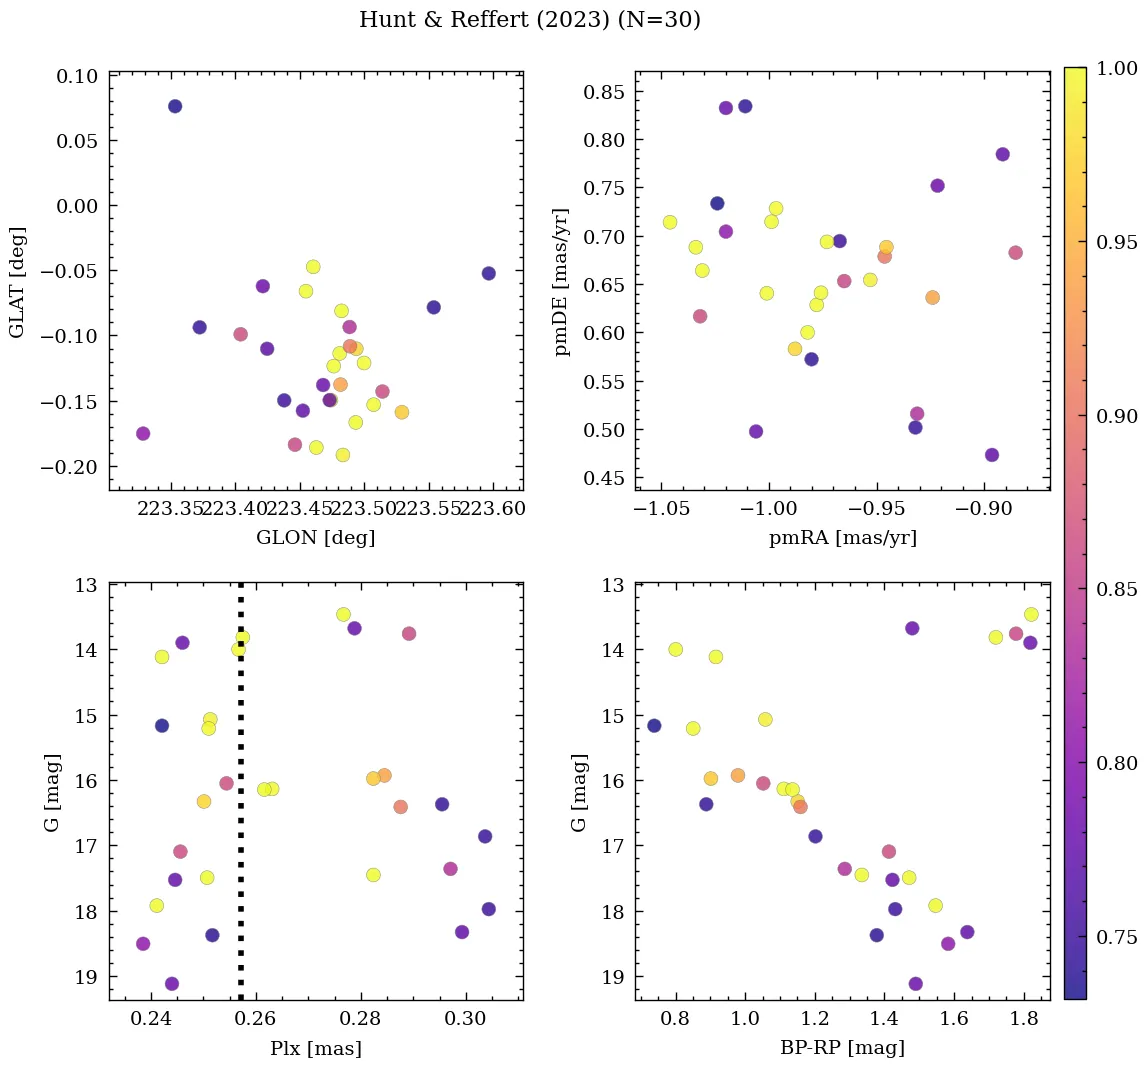 Hunt & Reffert (2023) (N=30)
0.10
0.05
0.00
−0.05
−0.10
−0.15
−0.20
GLAT [deg]
223.35 223.40 223.45 223.50 223.55 223.60
GLON [deg]
0.85
0.80
0.75
0.70
0.65
0.60
0.55
0.50
0.45
pmDE [mas/yr]
−1.05 −1.00 −0.95 −0.90
pmRA [mas/yr]
13
14
15
16
17
18
19
G [mag]
0.24 0.26 0.28 0.30
Plx [mas]
13
14
15
16
17
18
19
G [mag]
0.8 1.0 1.2 1.4 1.6 1.8
BP-RP [mag]
1.00
0.95
0.90
0.85
0.80
0.75